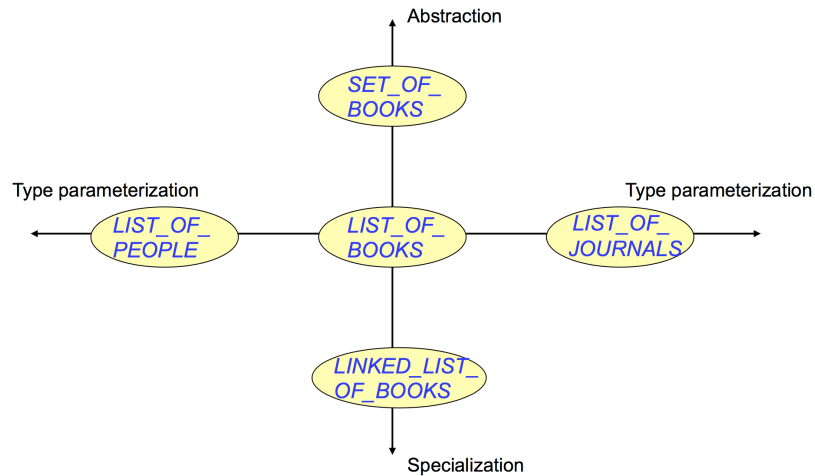 Abstraction
SET_OF_
BOOKS
Type parameterization
Type parameterization
LIST_OF_
PEOPLE
LIST_OF_
BOOKS
LIST_OF_
JOURNALS
LINKED_LIST_
OF_BOOKS
Specialization